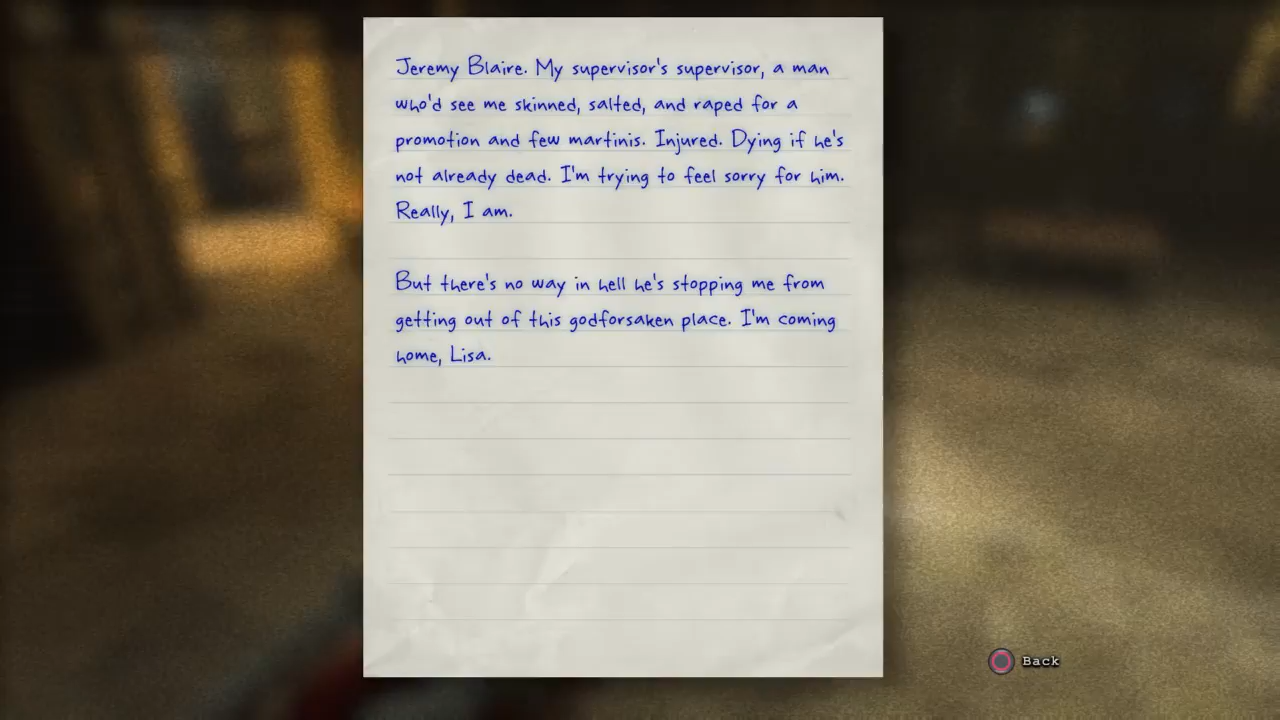 Jeremy Blaire. My supervisor's supervisor, a man
who'd see me skinned, salted, and raped for a
promotion and few martinis. Injured. Dying if he's
not already dead. I'm trying to feel sorry for him.
Really, I am.
But there's no way in hell he's stopping me from
getting out of this godforsaken place. I'm coming
home, Lisa.
Back